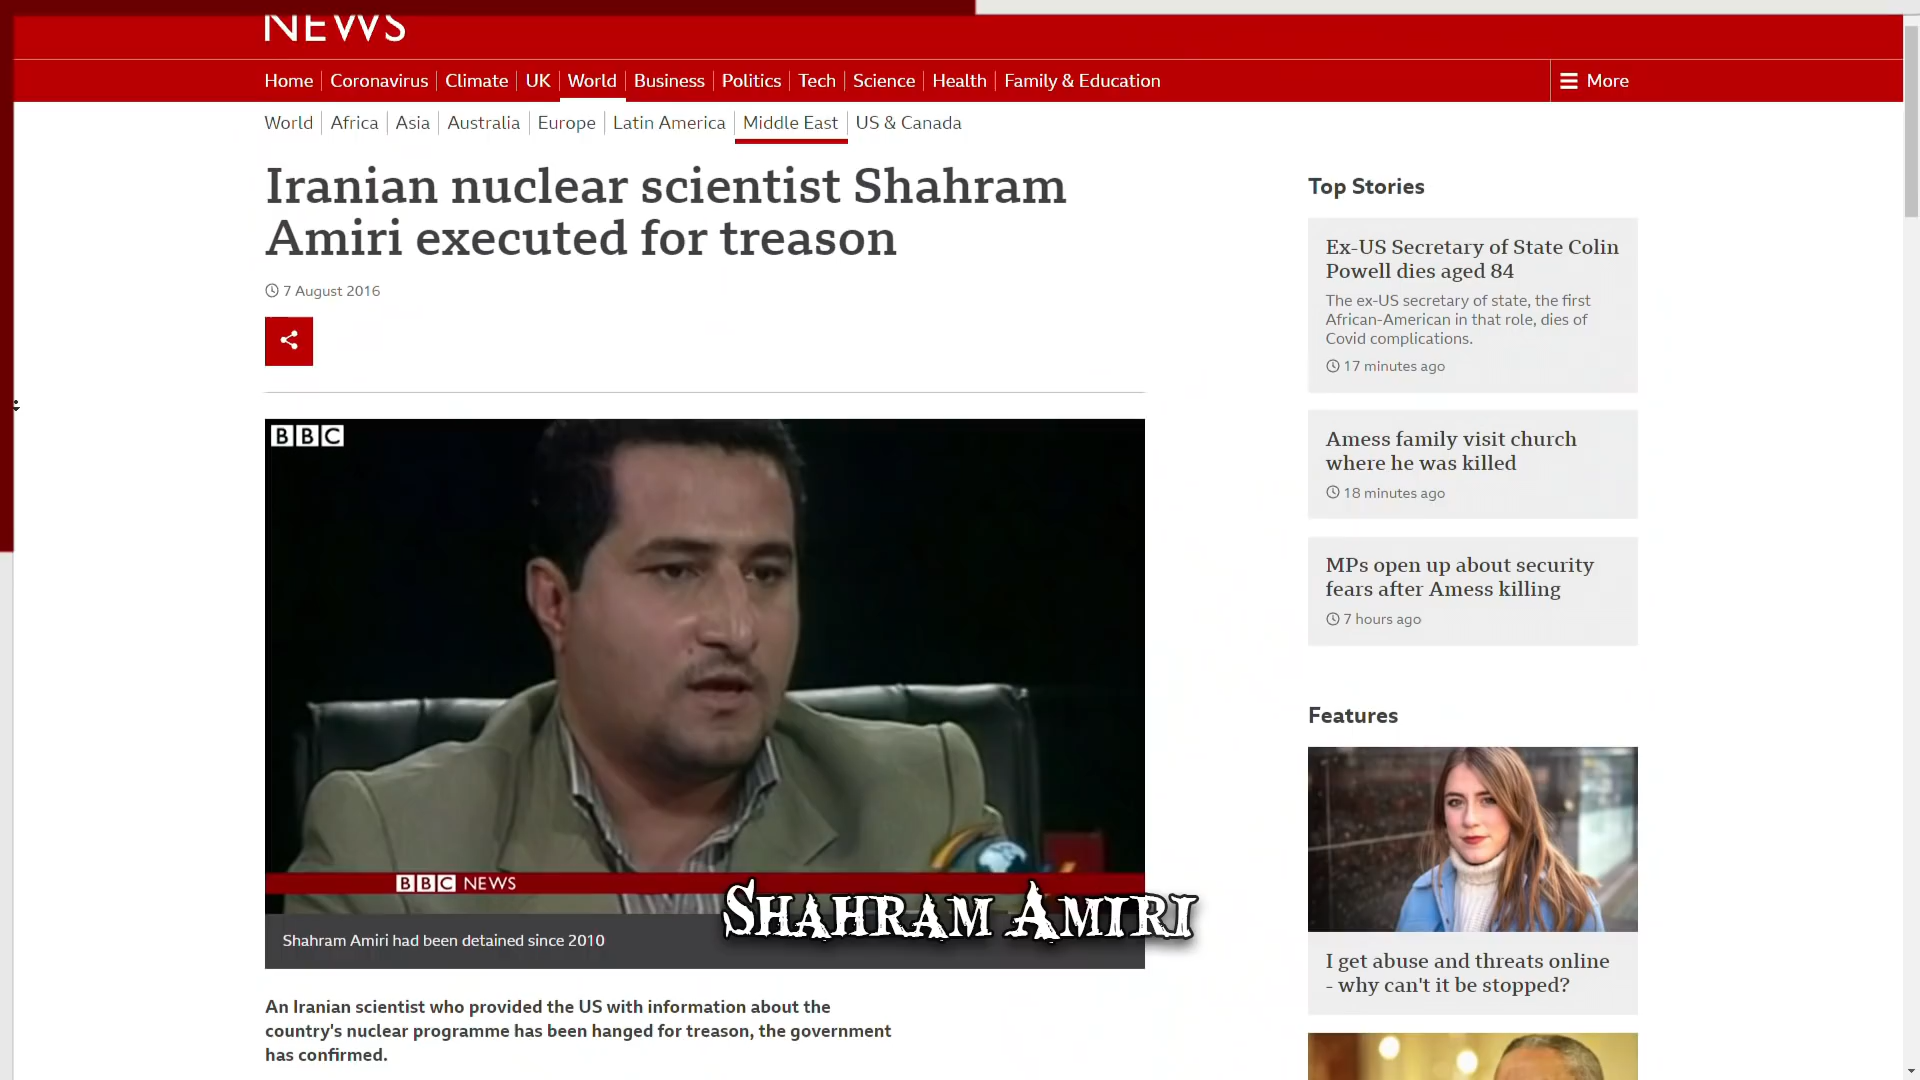 NEWS
Home Coronavirus Climate UK World Business Politics Tech Science Health Family & Education More
World Africa Asia Australia Europe Latin America Middle East US & Canada
Iranian nuclear scientist Shahram
Amiri executed for treason
7 August 2016
BBC
BBC NEWS
SHAHRAM AMIRI
Shahram Amiri had been detained since 2010
An Iranian scientist who provided the US with information about the
country's nuclear programme has been hanged for treason, the government
has confirmed.
Top Stories
Ex-US Secretary of State Colin
Powell dies aged 84
The ex-US secretary of state, the first
African-American in that role, dies of
Covid complications.
17 minutes ago
Amess family visit church
where he was killed
18 minutes ago
MPs open up about security
fears after Amess killing
7 hours ago
Features
I get abuse and threats online
- why can't it be stopped?